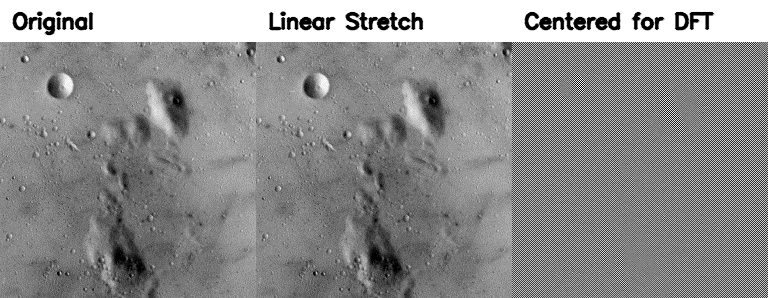 Original
Linear Stretch
Centered for DFT